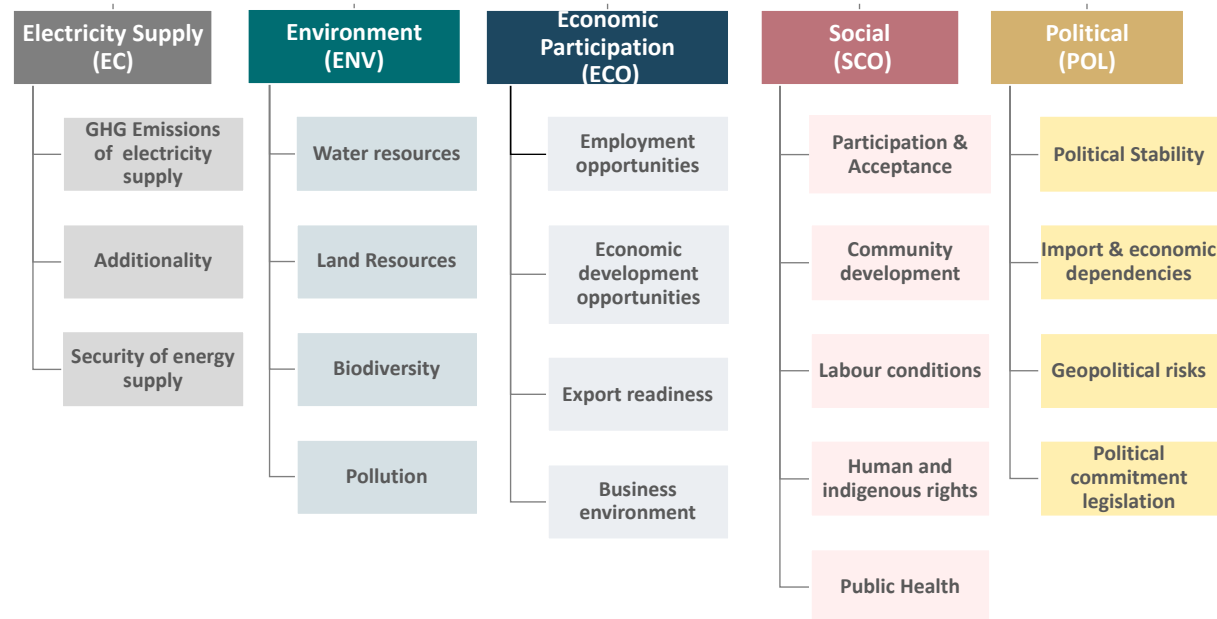 Electricity Supply
(EC)
GHG Emissions
of electricity
supply
Additionality
Security of energy
supply
Environment
(ENV)
Water resources
Land Resources
Biodiversity
Pollution
Economic
Participation
(ECO)
Employment
opportunities
Economic
development
opportunities
Export readiness
Business
environment
Social
(SCO)
Participation &
Acceptance
Community
development
Labour conditions
Human and
indigenous rights
Public Health
Political
(POL)
Political Stability
Import & economic
dependencies
Geopolitical risks
Political
commitment
legislation